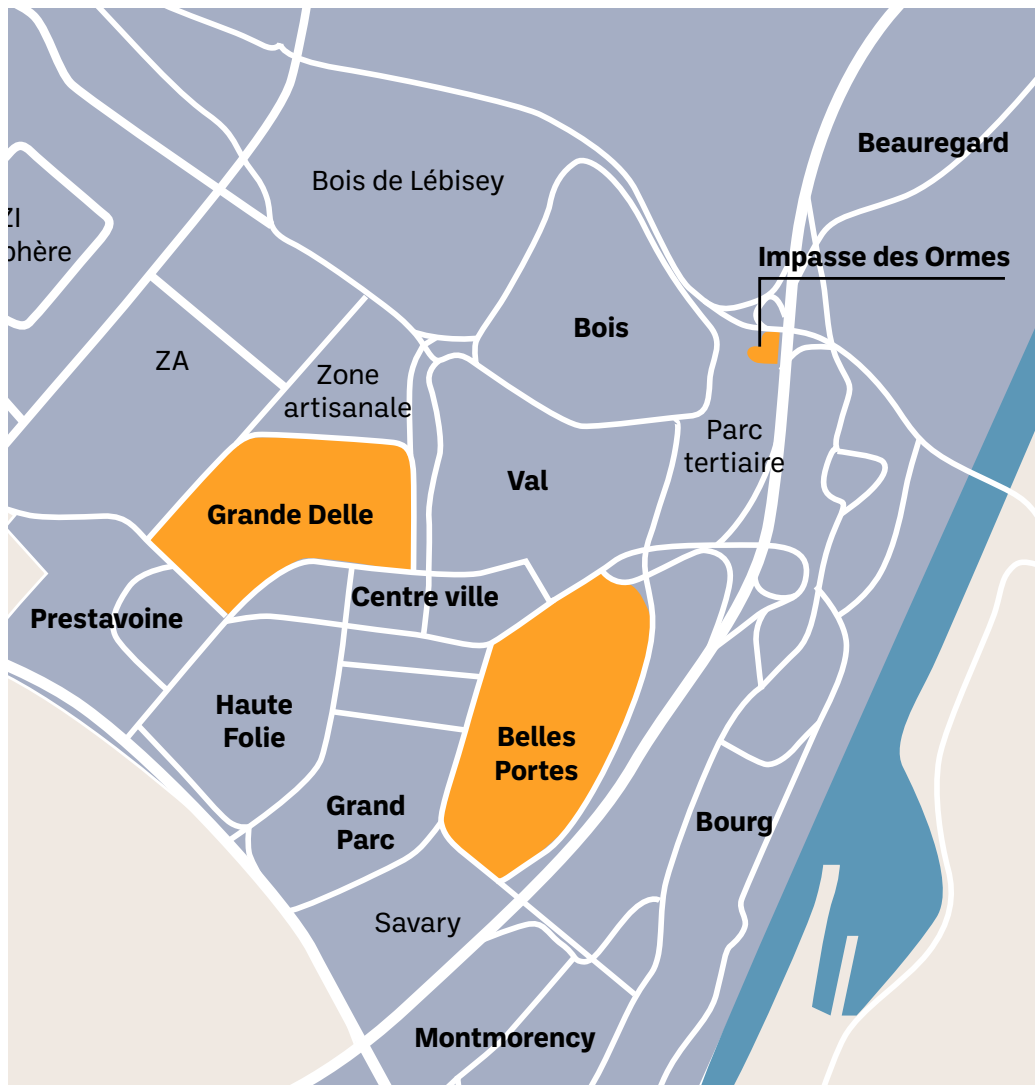 Beauregard
Bois de Lébisey
ZI
Impasse des Ormes
Bois
ZA
Zone
artisanale
Parc
tertiaire
Val
Grande Delle
Centre ville
Prestavoine
Haute
Folie
Belles
Portes
Grand
Parc
Bourg
Savary
Montmorency